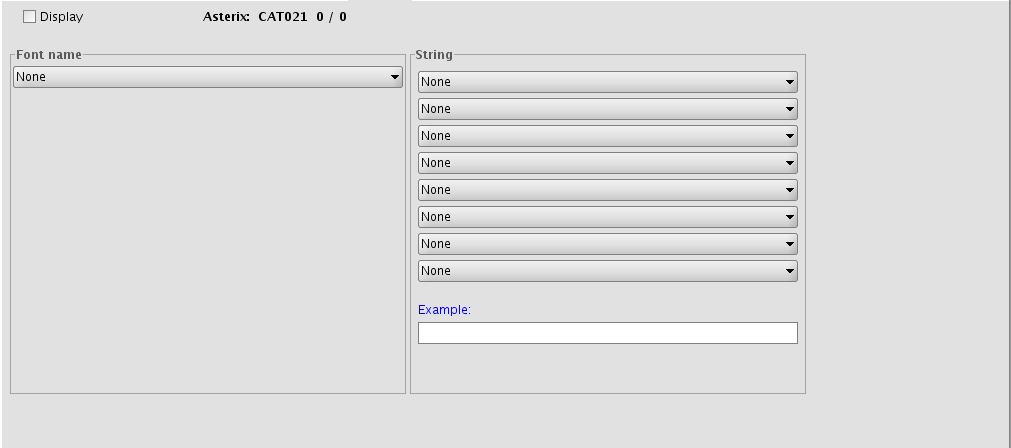 Display
Asterix: CAT021 0 / 0
Font name
None
String
None
None
None
None
None
None
None
None
Example: